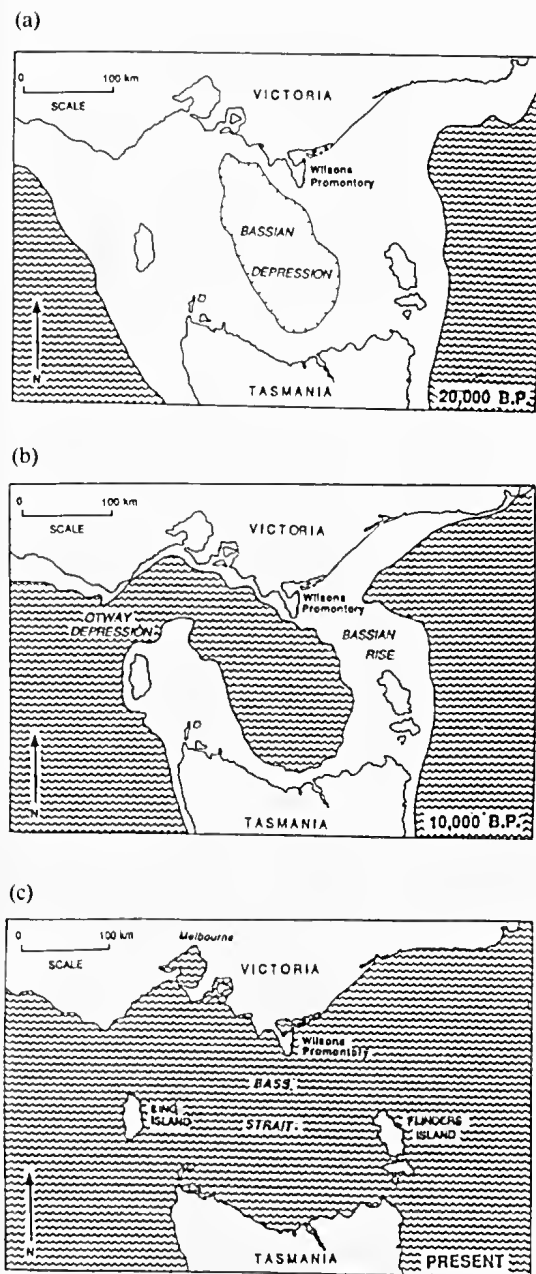 (a)
0 100 km
SCALE
VICTORIA
Wilsons
Promontory
BASSIAN
DEPRESSION
N
TASMANIA
20,000 B.P.
(b)
0 100 km
SCALE
VICTORIA
Wilsons
Promontory
OTWAY
DEPRESSION
BASSIAN
RISE
N
TASMANIA
10,000 B.P.
(c)
0 100 km
SCALE
Melbourne
VICTORIA
Wilsons
Promontory
BASS
STRAIT
KING
ISLAND
FLINDERS
ISLAND
N
TASMANIA
PRESENT